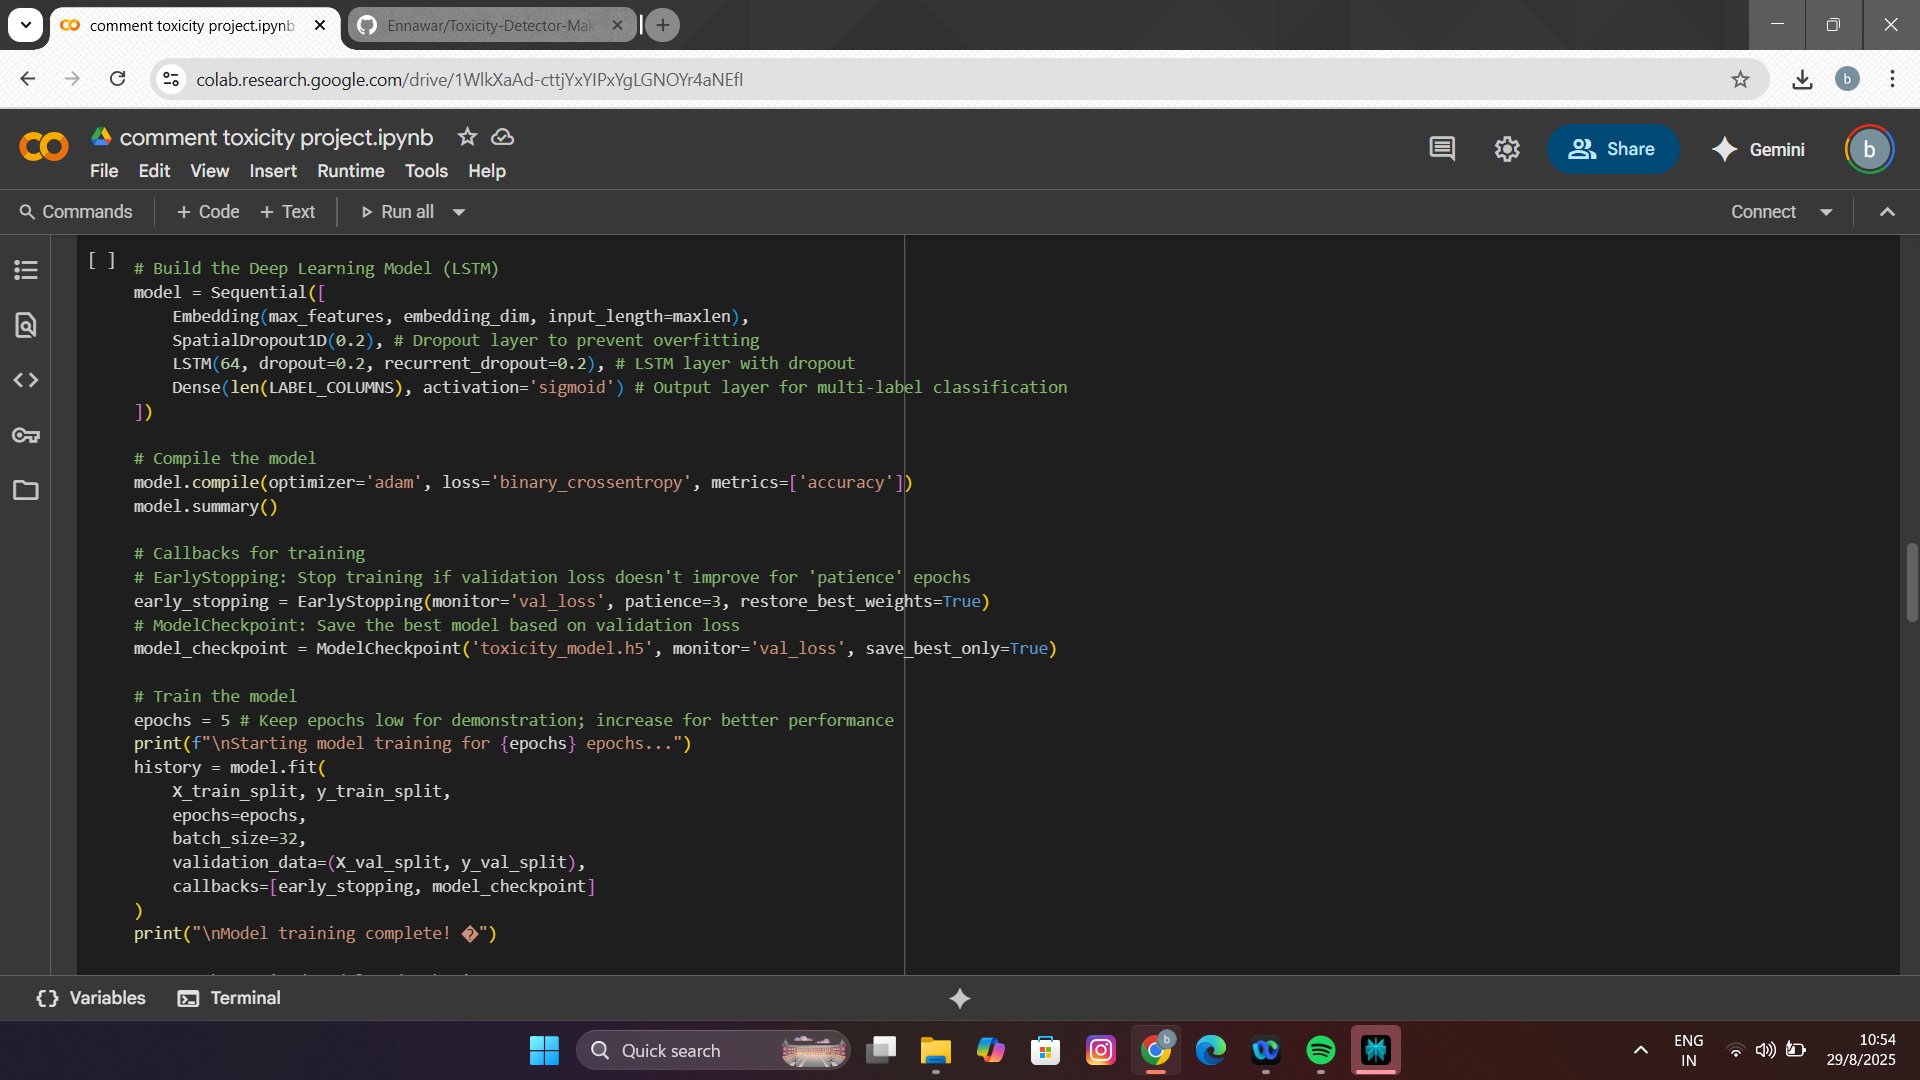 comment toxicity project.ipynb
Ennawar/Toxicity-Detector-Mak
colab.research.google.com/drive/1WlkXaAd-cttjYxYIPxYgLGNOYr4aNEfI
b
comment toxicity project.ipynb
File Edit View Insert Runtime Tools Help
Share
Gemini
b
Commands + Code + Text Run all
Connect
[ ]
# Build the Deep Learning Model (LSTM)
model = Sequential([
    Embedding(max_features, embedding_dim, input_length=maxlen),
    SpatialDropout1D(0.2), # Dropout layer to prevent overfitting
    LSTM(64, dropout=0.2, recurrent_dropout=0.2), # LSTM layer with dropout
    Dense(len(LABEL_COLUMNS), activation='sigmoid') # Output layer for multi-label classification
])
# Compile the model
model.compile(optimizer='adam', loss='binary_crossentropy', metrics=['accuracy'])
model.summary()
# Callbacks for training
# EarlyStopping: Stop training if validation loss doesn't improve for 'patience' epochs
early_stopping = EarlyStopping(monitor='val_loss', patience=3, restore_best_weights=True)
# ModelCheckpoint: Save the best model based on validation loss
model_checkpoint = ModelCheckpoint('toxicity_model.h5', monitor='val_loss', save_best_only=True)
# Train the model
epochs = 5 # Keep epochs low for demonstration; increase for better performance
print(f"\nStarting model training for {epochs} epochs...")
history = model.fit(
    X_train_split, y_train_split,
    epochs=epochs,
    batch_size=32,
    validation_data=(X_val_split, y_val_split),
    callbacks=[early_stopping, model_checkpoint]
)
print("\nModel training complete! �")
Variables
Terminal
Quick search
b
ENG
IN
10:54
29/8/2025